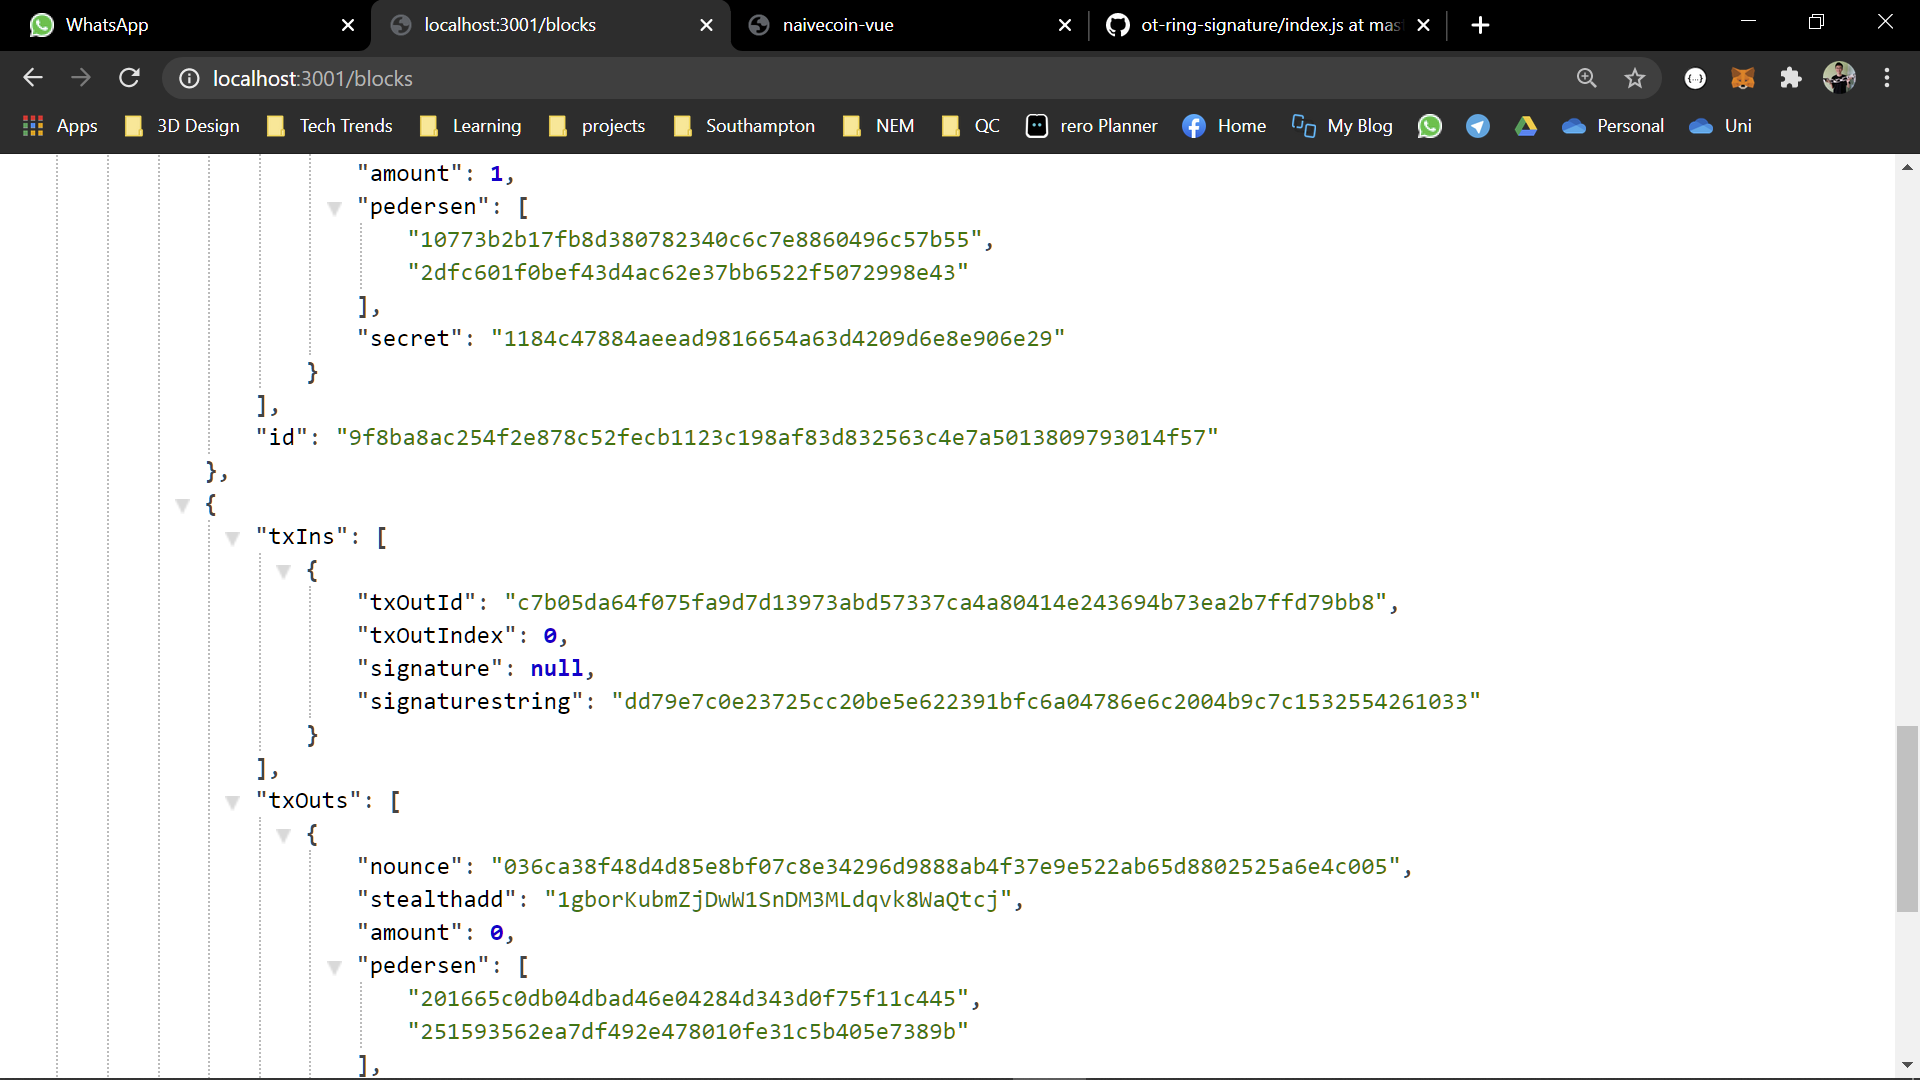 WhatsApp
localhost:3001/blocks
naivecoin-vue
ot-ring-signature/index.js at mas
localhost:3001/blocks
Apps 3D Design Tech Trends Learning projects Southampton NEM QC rero Planner Home My Blog Personal Uni
"amount": 1,
"pedersen": [
"10773b2b17fb8d380782340c6c7e8860496c57b55",
"2dfc601f0bef43d4ac62e37bb6522f5072998e43"
],
"secret": "1184c47884aeead9816654a63d4209d6e8e906e29"
}
],
"id": "9f8ba8ac254f2e878c52fecb1123c198af83d832563c4e7a5013809793014f57"
},
{
"txIns": [
{
"txOutId": "c7b05da64f075fa9d7d13973abd57337ca4a80414e243694b73ea2b7ffd79bb8",
"txOutIndex": 0,
"signature": null,
"signaturestring": "dd79e7c0e23725cc20be5e622391bfc6a04786e6c2004b9c7c1532554261033"
}
],
"txOuts": [
{
"nounce": "036ca38f48d4d85e8bf07c8e34296d9888ab4f37e9e522ab65d8802525a6e4c005",
"stealthadd": "1gborKubmZjDwW1SnDM3MLdqvk8WaQtcj",
"amount": 0,
"pedersen": [
"201665c0db04dbad46e04284d343d0f75f11c445",
"251593562ea7df492e478010fe31c5b405e7389b"
],